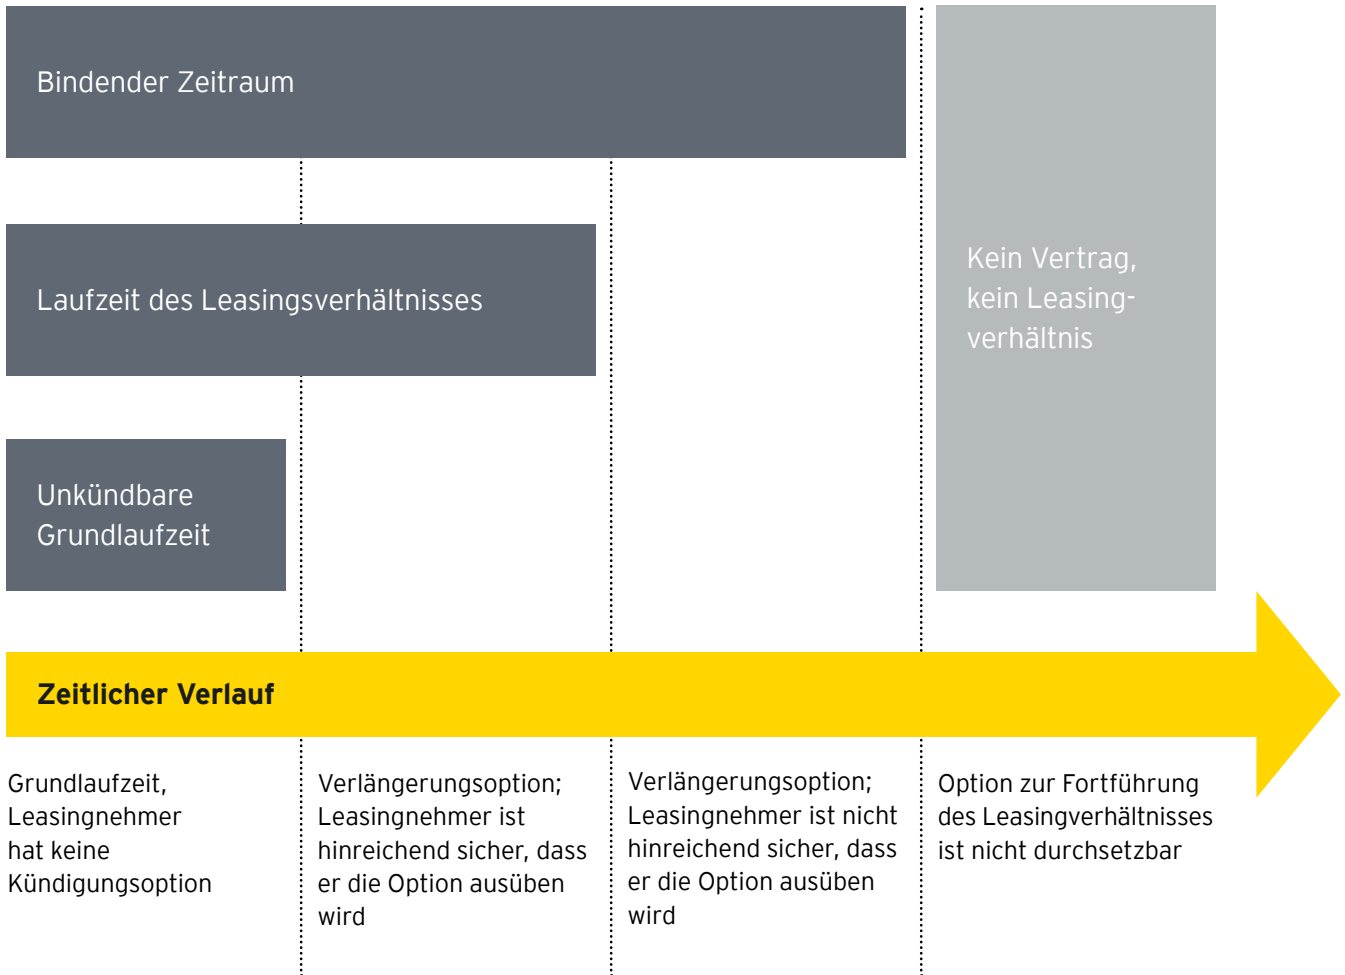 Bindender Zeitraum
Laufzeit des Leasingsverhältnisses
Kein Vertrag,
kein Leasing-
verhältnis
Unkündbare
Grundlaufzeit
Zeitlicher Verlauf
Grundlaufzeit,
Leasingnehmer
hat keine
Kündigungsoption
Verlängerungsoption;
Leasingnehmer ist
hinreichend sicher, dass
er die Option ausüben
wird
Verlängerungsoption;
Leasingnehmer ist nicht
hinreichend sicher, dass
er die Option ausüben
wird
Option zur Fortführung
des Leasingverhältnisses
ist nicht durchsetzbar